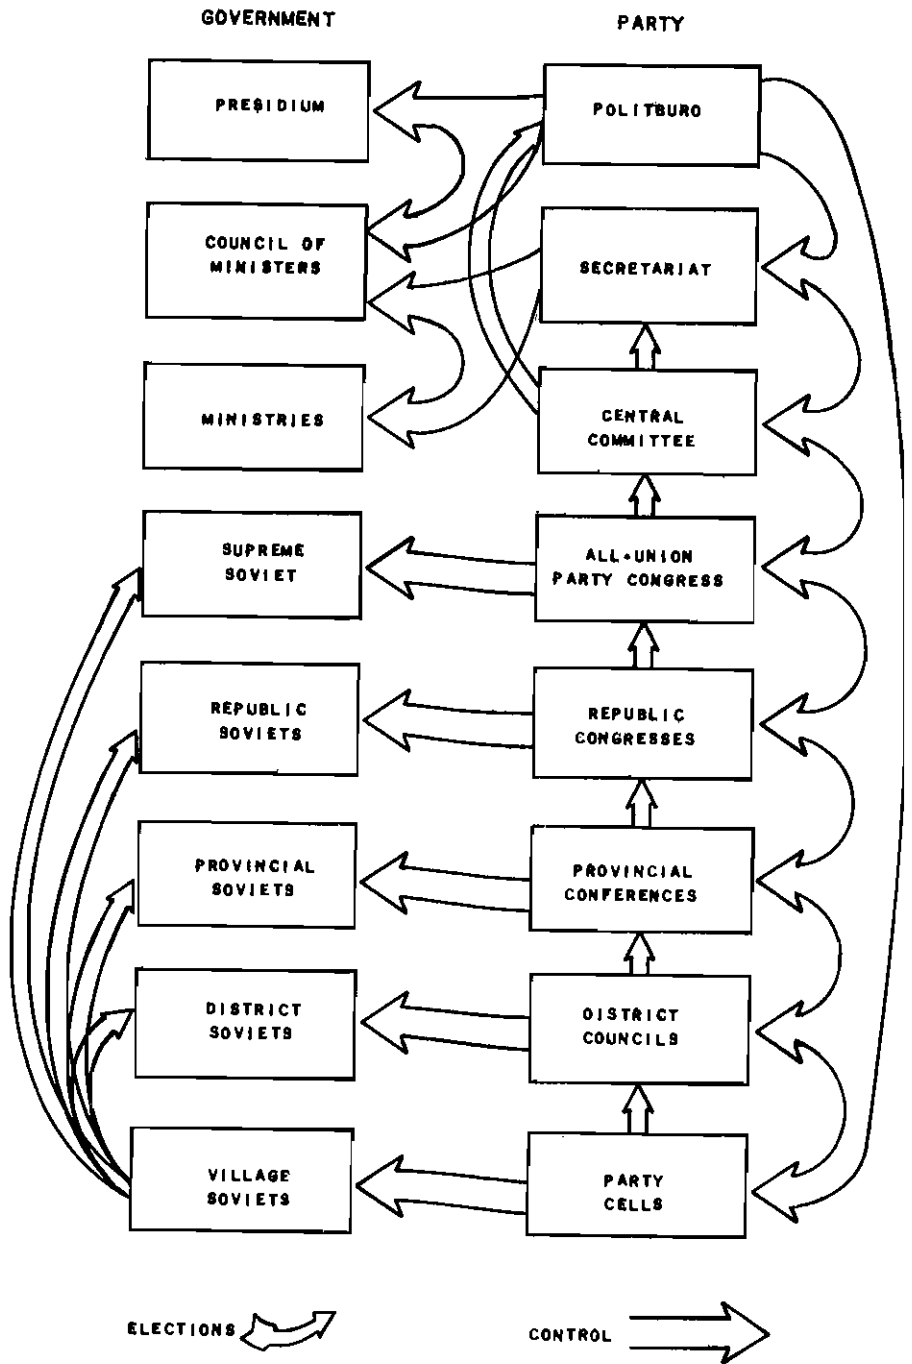 GOVERNMENT
PARTY
PRESIDIUM
POLITBURO
COUNCIL OF
MINISTERS
SECRETARIAT
MINISTRIES
CENTRAL
COMMITTEE
SUPREME
SOVIET
ALL-UNION
PARTY CONGRESS
REPUBLIC
SOVIETS
REPUBLIC
CONGRESSES
PROVINCIAL
SOVIETS
PROVINCIAL
CONFERENCES
DISTRICT
SOVIETS
DISTRICT
COUNCILS
VILLAGE
SOVIETS
PARTY
CELLS
ELECTIONS
CONTROL